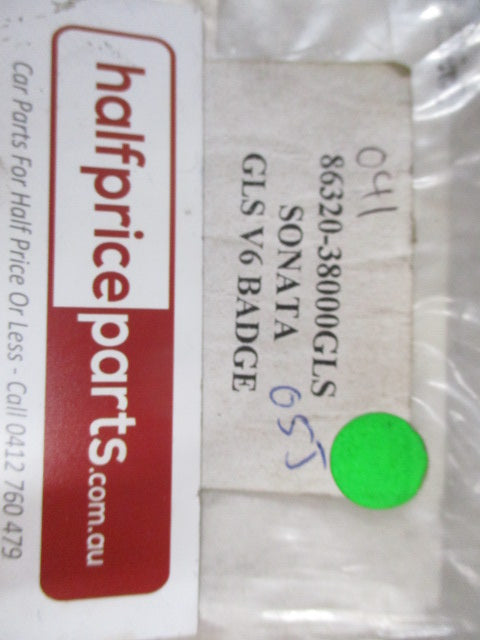 041
86320-38000GLS
SONATA
GLS V6 BADGE
halfpriceparts.com.au
Car Parts For Half Price Or Less - Call 0412 760 479